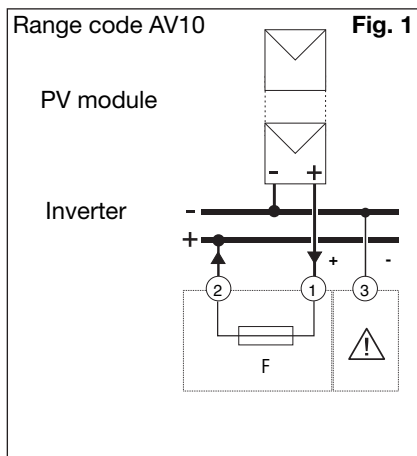 Range code AV10 Fig. 1
PV module
- +
Inverter
-
+
+ -
2 1 3
F